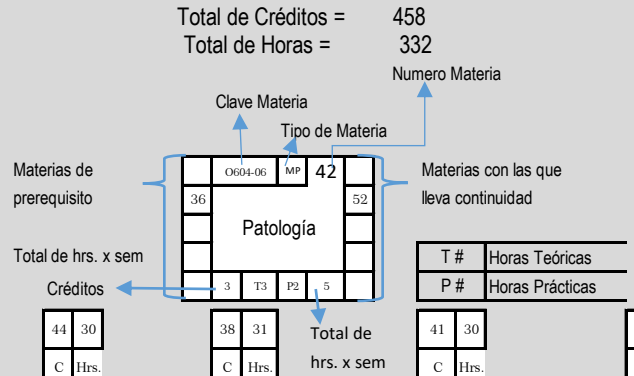 Total de Créditos = 458
Total de Horas = 332
Numero Materia
Clave Materia
Tipo de Materia
Materias de
prerequisito
O604-06 MP 42
36 52
Patología
3 T3 P2 5
Materias con las que
lleva continuidad
Total de hrs. x sem
Créditos
T # Horas Teóricas
P # Horas Prácticas
Total de
hrs. x sem
44 30
C Hrs.
38 31
C Hrs.
41 30
C Hrs.